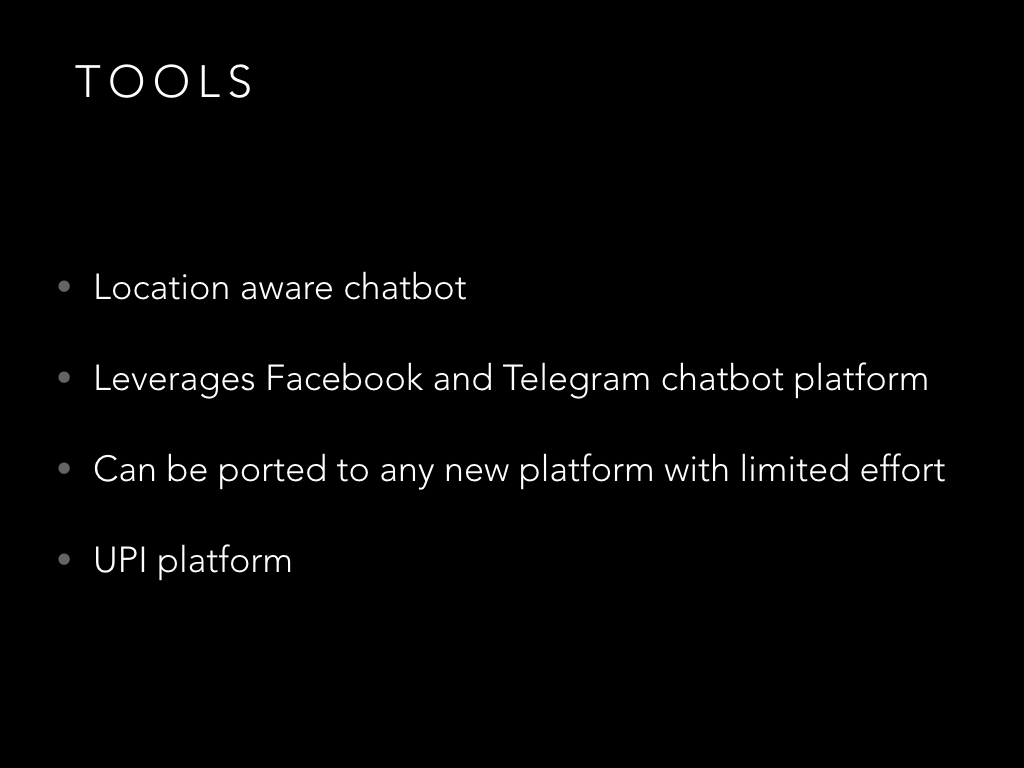 TOOLS
• Location aware chatbot
• Leverages Facebook and Telegram chatbot platform
• Can be ported to any new platform with limited effort
• UPI platform